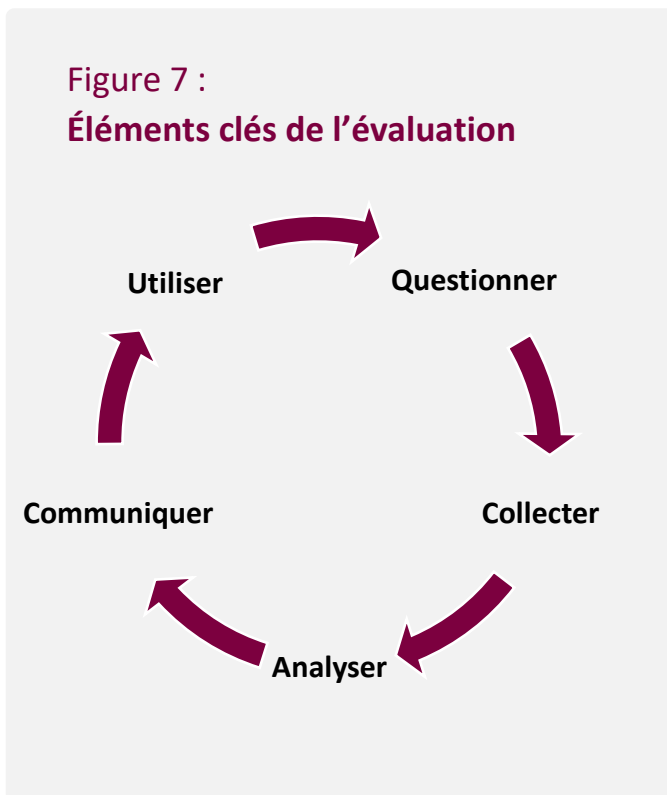 Figure 7 :
Éléments clés de l’évaluation
Utiliser
Questionner
Communiquer
Collecter
Analyser